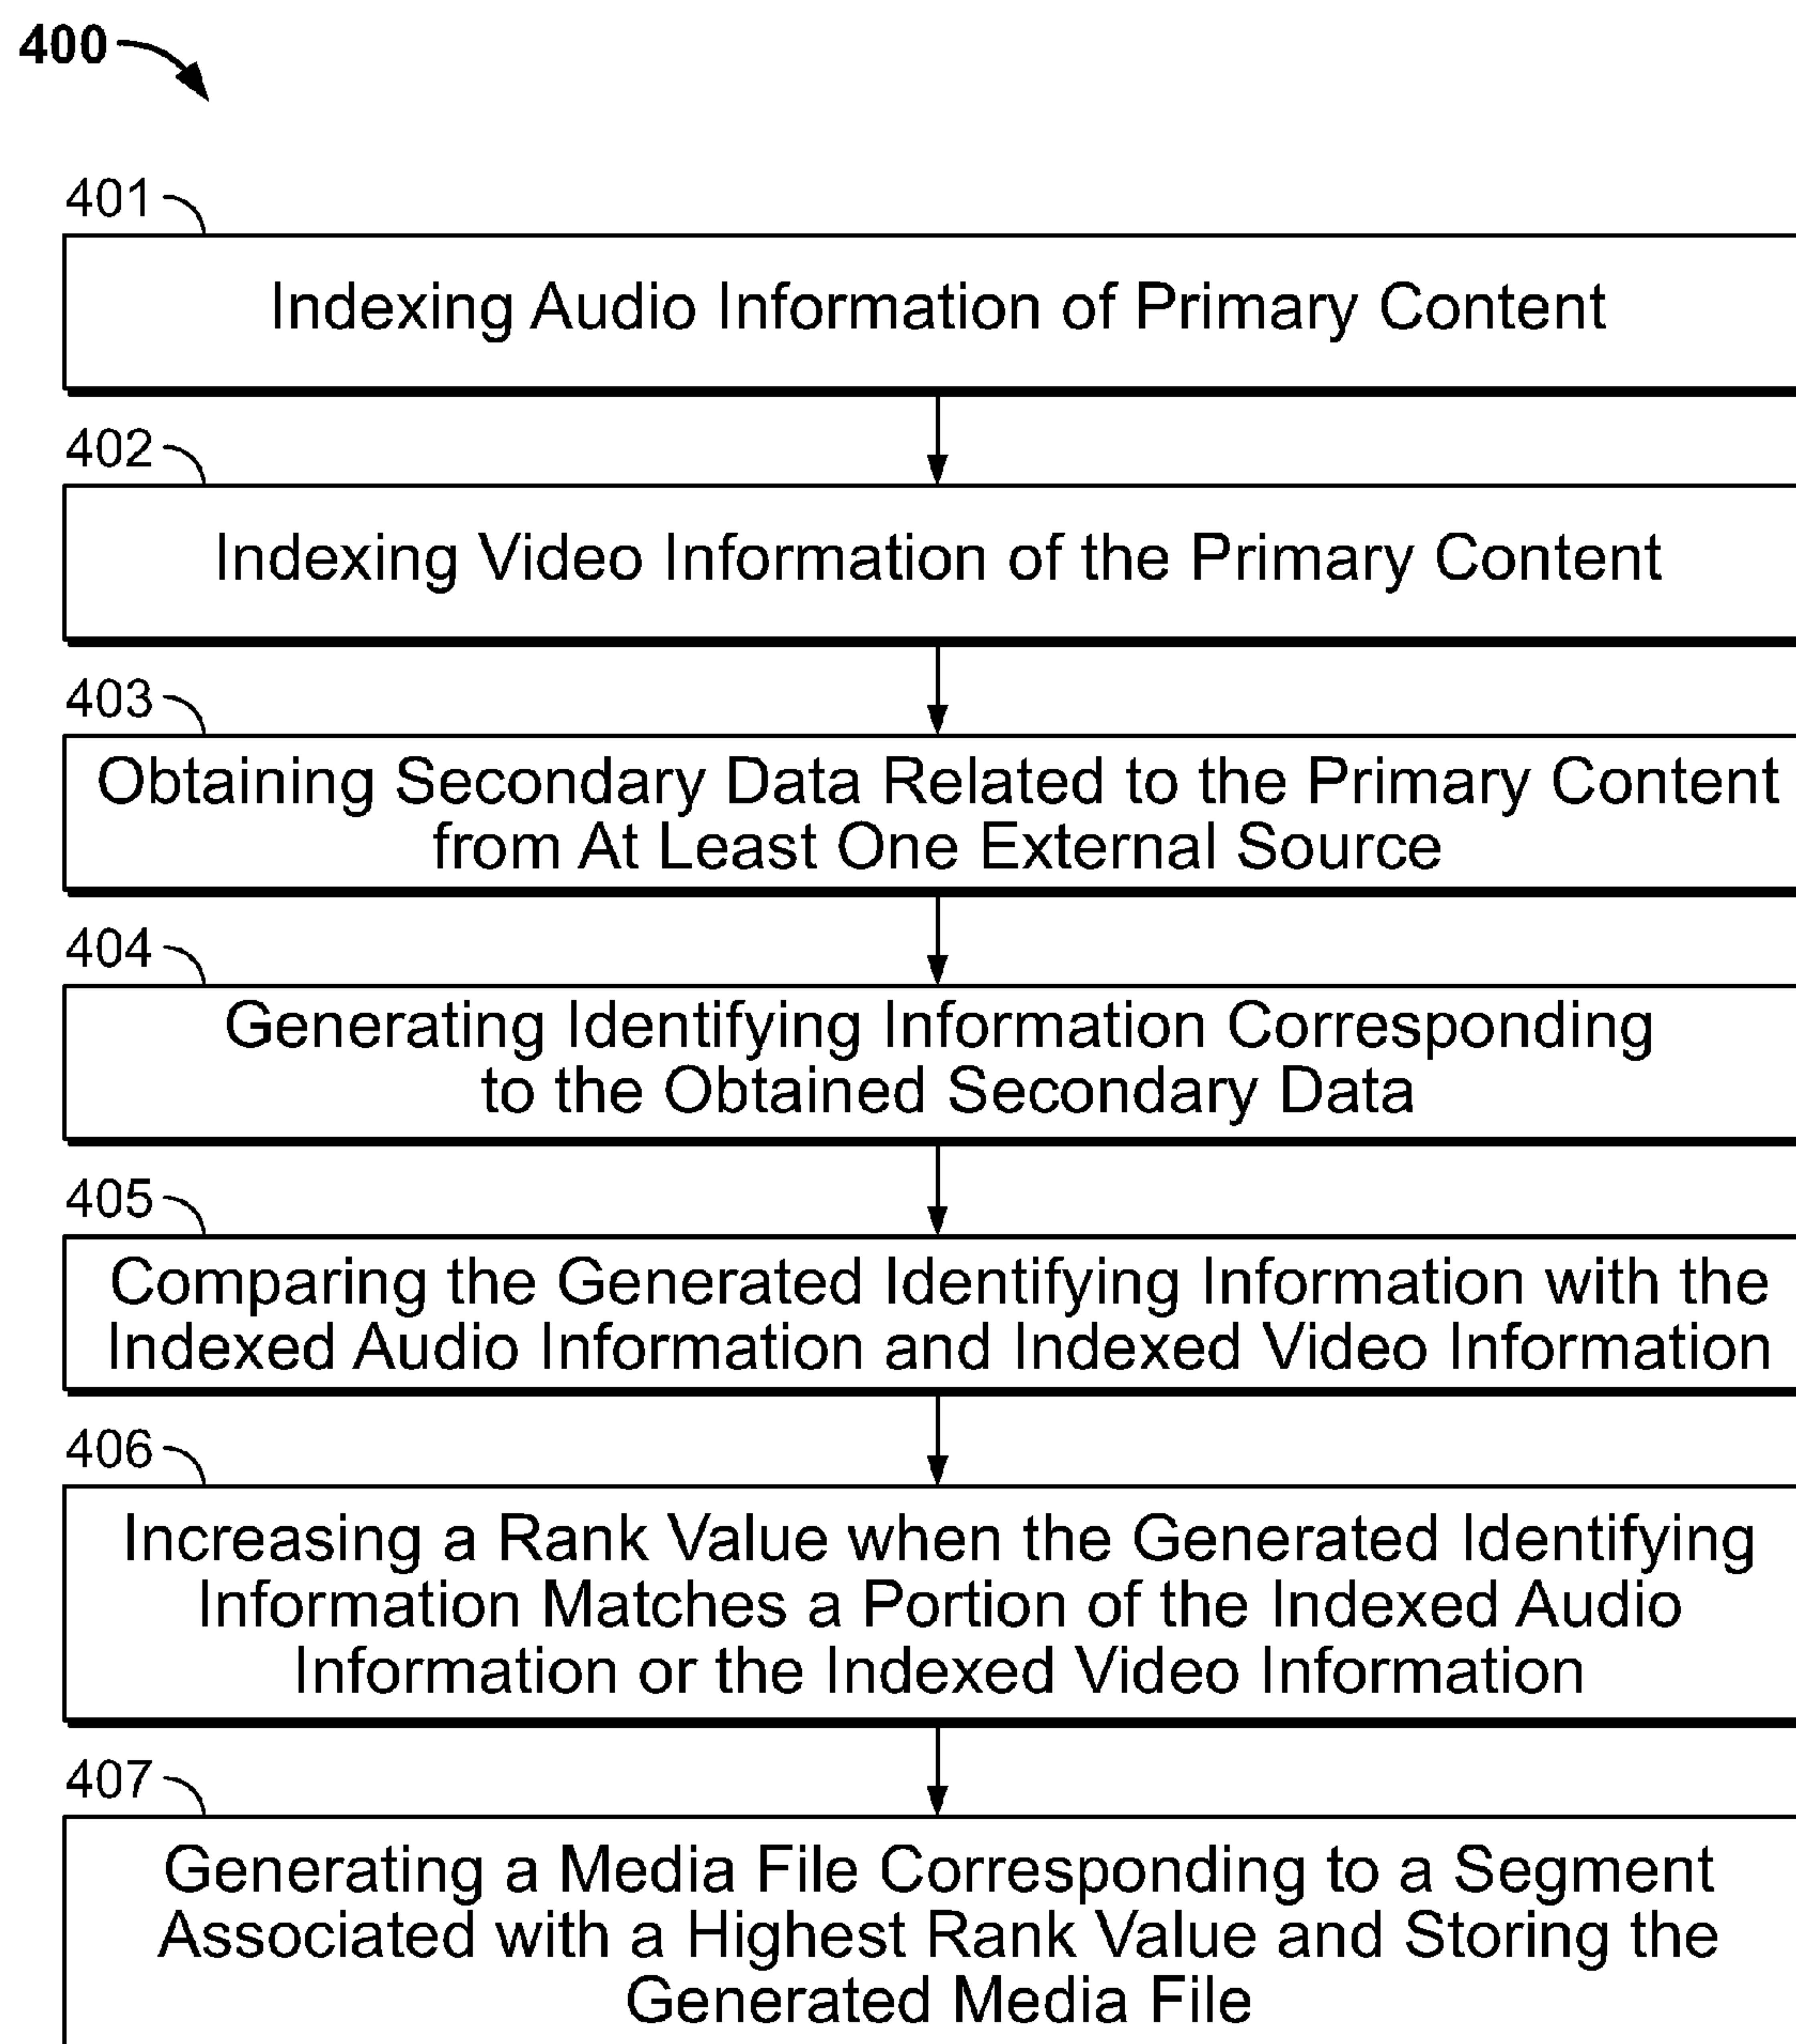 400
401
Indexing Audio Information of Primary Content
402
Indexing Video Information of the Primary Content
403
Obtaining Secondary Data Related to the Primary Content
from At Least One External Source
404
Generating Identifying Information Corresponding
to the Obtained Secondary Data
405
Comparing the Generated Identifying Information with the
Indexed Audio Information and Indexed Video Information
406
Increasing a Rank Value when the Generated Identifying
Information Matches a Portion of the Indexed Audio
Information or the Indexed Video Information
407
Generating a Media File Corresponding to a Segment
Associated with a Highest Rank Value and Storing the
Generated Media File